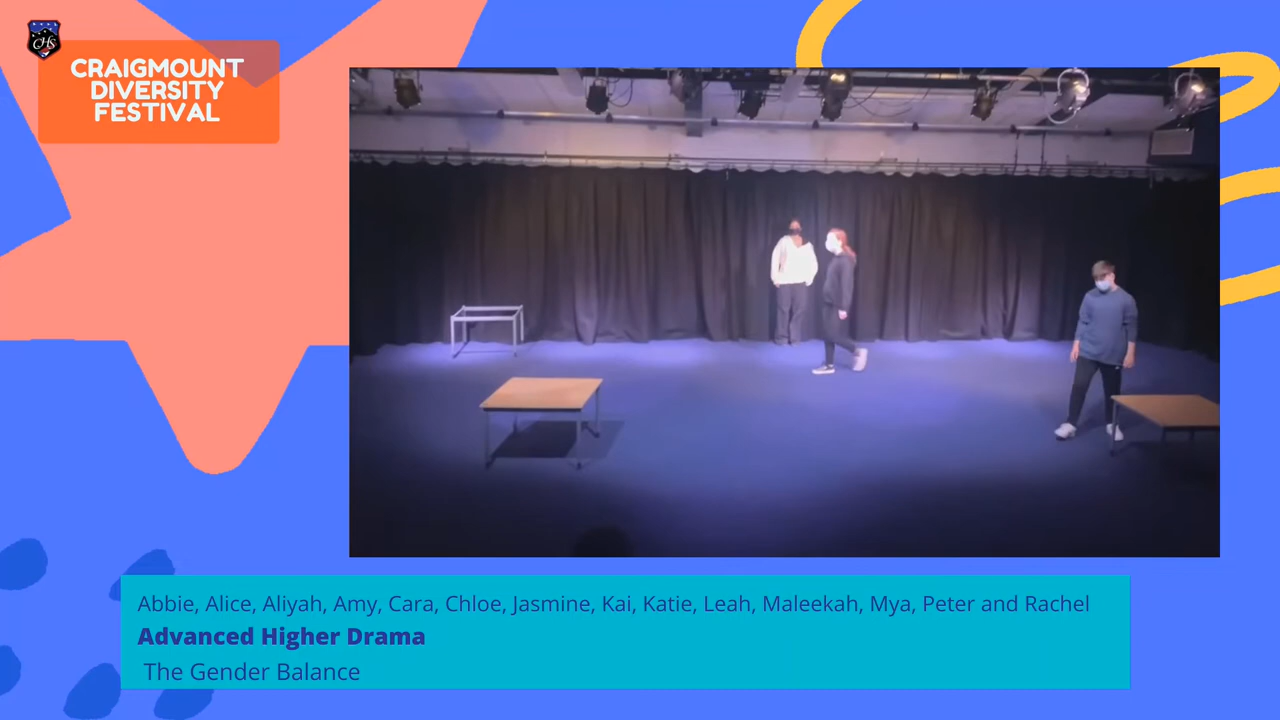 CHS
CRAIGMOUNT
DIVERSITY
FESTIVAL
Abbie, Alice, Aliyah, Amy, Cara, Chloe, Jasmine, Kai, Katie, Leah, Maleekah, Mya, Peter and Rachel
Advanced Higher Drama
The Gender Balance